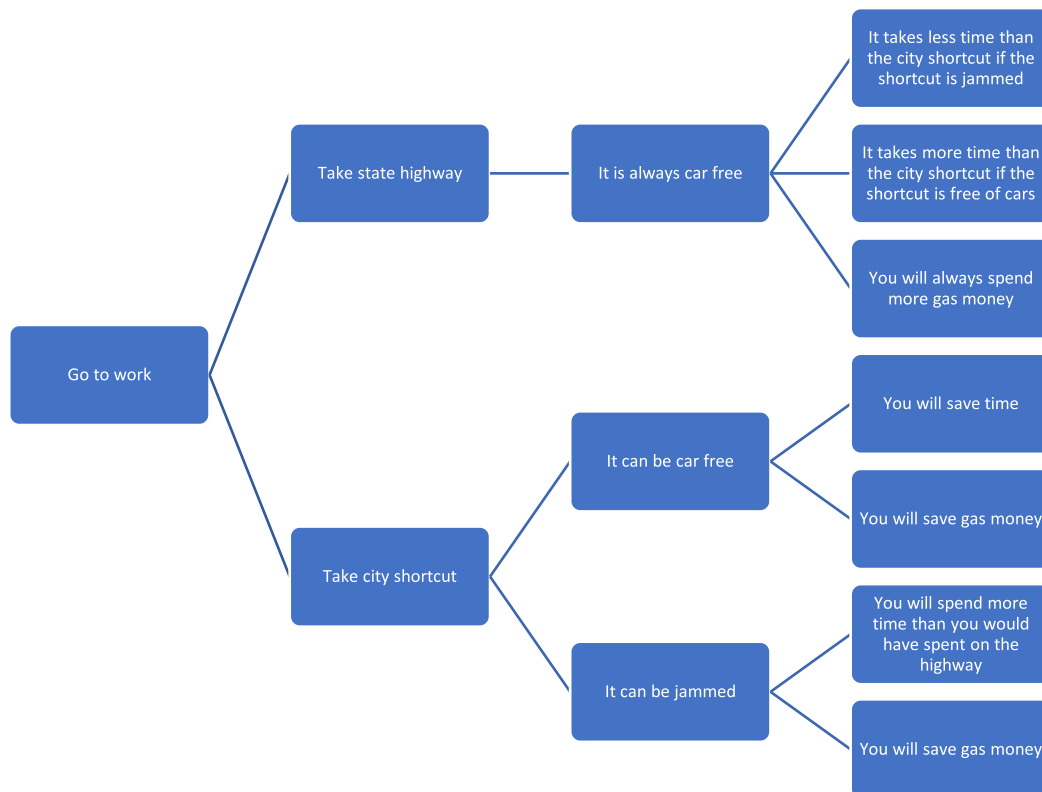 Go to work
Take state highway
It is always car free
It takes less time than
the city shortcut if the
shortcut is jammed
It takes more time than
the city shortcut if the
shortcut is free of cars
You will always spend
more gas money
Take city shortcut
It can be car free
You will save time
You will save gas money
It can be jammed
You will spend more
time than you would
have spent on the
highway
You will save gas money